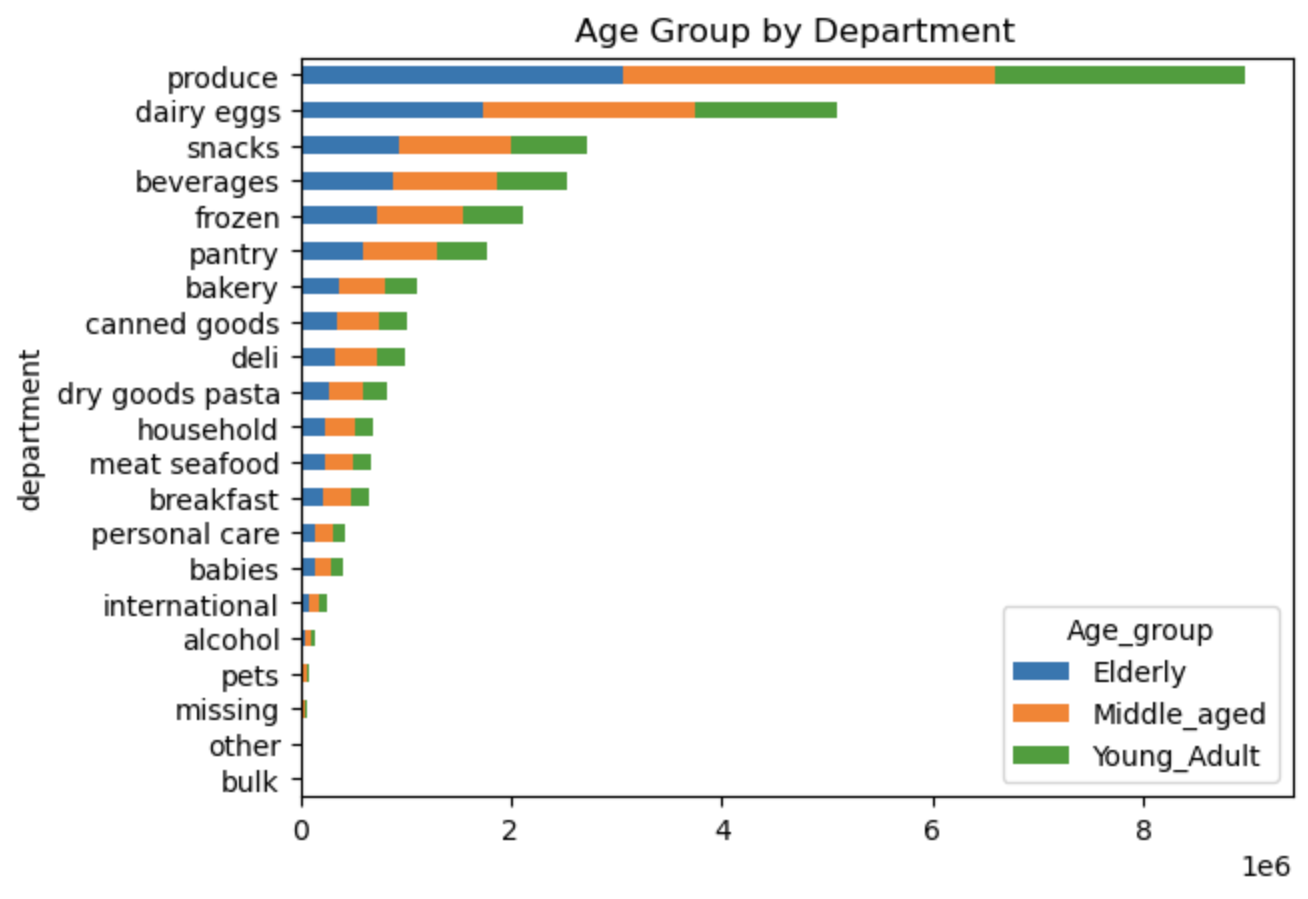 Age Group by Department
produce
dairy eggs
snacks
beverages
frozen
pantry
bakery
canned goods
deli
dry goods pasta
household
meat seafood
breakfast
personal care
babies
international
alcohol
pets
missing
other
bulk
department
Age_group
Elderly
Middle_aged
Young_Adult
0 2 4 6 8
1e6